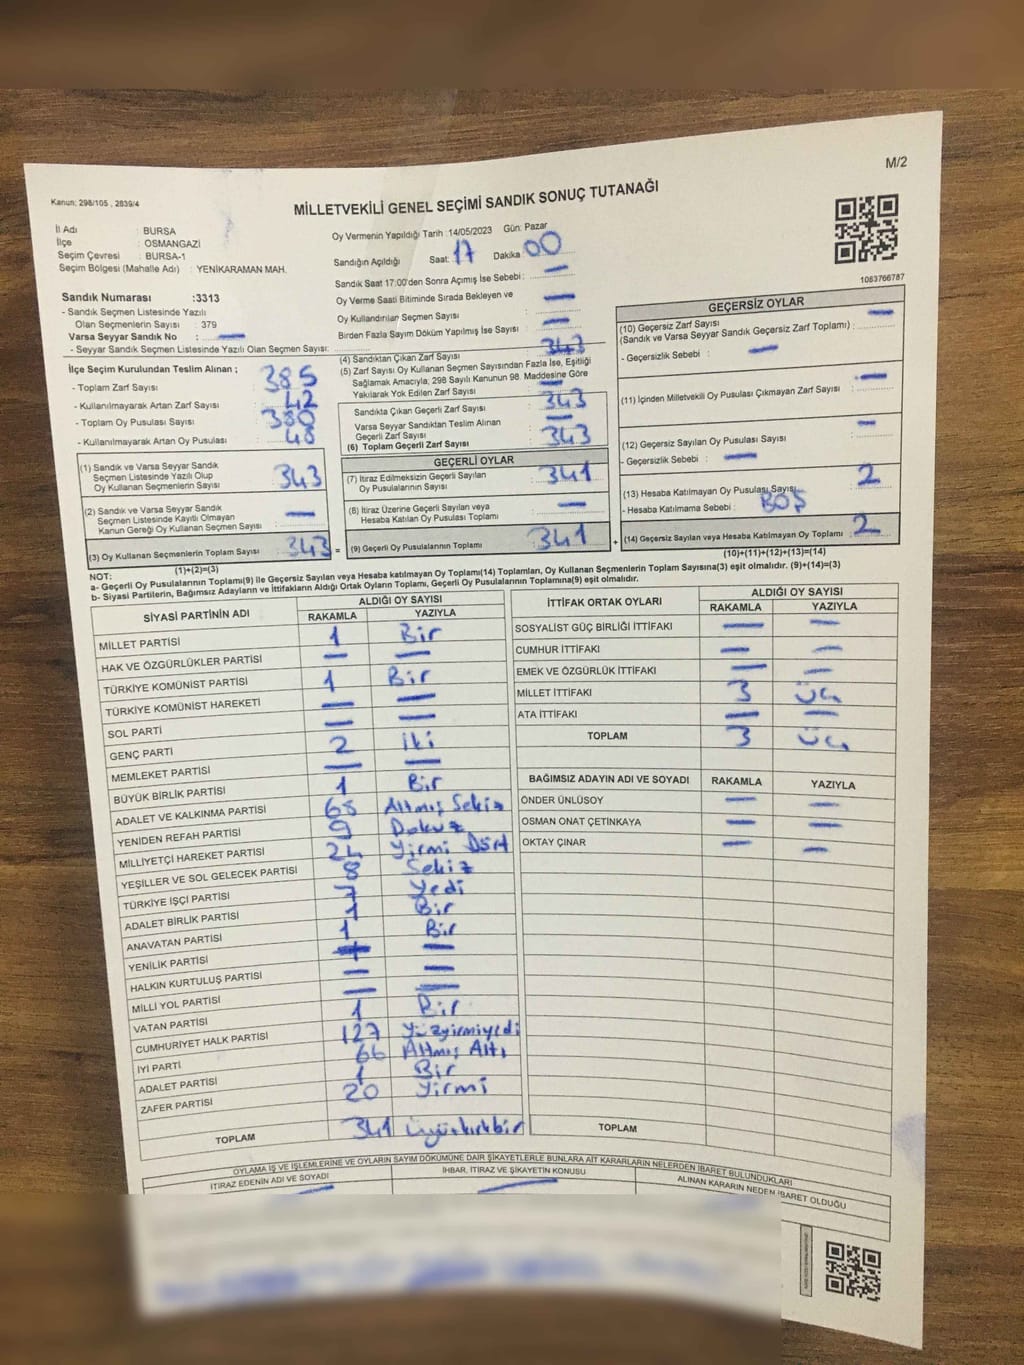 M/2
Kanun: 298/105 , 2839/4
MİLLETVEKİLİ GENEL SEÇİMİ SANDIK SONUÇ TUTANAĞI
İl Adı : BURSA
İlçe : OSMANGAZİ
Seçim Çevresi : BURSA-1
Seçim Bölgesi (Mahalle Adı) : YENİKARAMAN MAH.
Sandık Numarası :3313
- Sandık Seçmen Listesinde Yazılı
Olan Seçmenlerin Sayısı : 379
Varsa Seyyar Sandık No : —
- Seyyar Sandık Seçmen Listesinde Yazılı Olan Seçmen Sayısı:
Oy Vermenin Yapıldığı Tarih :14/05/2023 Gün: Pazar
Sandığın Açıldığı Saat: 17 Dakika 00
Sandık Saat 17:00'den Sonra Açımış İse Sebebi : —
Oy Verme Saati Bitiminde Sırada Bekleyen ve
Oy Kullandırılan Seçmen Sayısı —
Birden Fazla Sayım Döküm Yapılmış İse Sayısı : —
1083766787
İlçe Seçim Kurulundan Teslim Alınan ;
- Toplam Zarf Sayısı : 385
- Kullanılmayarak Artan Zarf Sayısı : 42
- Toplam Oy Pusulası Sayısı : 380
- Kullanılmayarak Artan Oy Pusulası : 48
(1) Sandık ve Varsa Seyyar Sandık
Seçmen Listesinde Yazılı Olup
Oy Kullanan Seçmenlerin Sayısı : 343
(2) Sandık ve Varsa Seyyar Sandık
Seçmen Listesinde Kayıtlı Olmayan
Kanun Gereği Oy Kullanan Seçmen Sayısı : —
(3) Oy Kullanan Seçmenlerin Toplam Sayısı : 343 =
(1)+(2)=(3)
(4) Sandıktan Çıkan Zarf Sayısı : 343
(5) Zarf Sayısı Oy Kullanan Seçmen Sayısından Fazla İse, Eşitliği
Sağlamak Amacıyla, 298 Sayılı Kanunun 98. Maddesine Göre
Yakılarak Yok Edilen Zarf Sayısı : —
Sandıkta Çıkan Geçerli Zarf Sayısı : 343
Varsa Seyyar Sandıktan Teslim Alınan
Geçerli Zarf Sayısı : —
(6) Toplam Geçerli Zarf Sayısı : 343
GEÇERLİ OYLAR
(7) İtiraz Edilmeksizin Geçerli Sayılan
Oy Pusulalarının Sayısı : 341
(8) İtiraz Üzerine Geçerli Sayılan veya
Hesaba Katılan Oy Pusulası Toplamı : —
(9) Geçerli Oy Pusulalarının Toplamı : 341 +
GEÇERSİZ OYLAR
(10) Geçersiz Zarf Sayısı
(Sandık ve Varsa Seyyar Sandık Geçersiz Zarf Toplamı) : —
- Geçersizlik Sebebi : —
(11) İçinden Milletvekili Oy Pusulası Çıkmayan Zarf Sayısı : —
(12) Geçersiz Sayılan Oy Pusulası Sayısı : —
- Geçersizlik Sebebi : —
(13) Hesaba Katılmayan Oy Pusulası Sayısı 2
- Hesaba Katılmama Sebebi : BOŞ
(14) Geçersiz Sayılan veya Hesaba Katılmayan Oy Toplamı : 2
(10)+(11)+(12)+(13)=(14)
NOT:
a- Geçerli Oy Pusulalarının Toplamı(9) İle Geçersiz Sayılan veya Hesaba katılmayan Oy Toplamı(14) Toplamları, Oy Kullanan Seçmenlerin Toplam Sayısına(3) eşit olmalıdır. (9)+(14)=(3)
b- Siyasi Partilerin, Bağımsız Adayların ve İttifakların Aldığı Ortak Oyların Toplamı, Geçerli Oy Pusulalarının Toplamına(9) eşit olmalıdır.
SİYASİ PARTİNİN ADI ALDIĞI OY SAYISI
RAKAMLA YAZIYLA
MİLLET PARTİSİ 1 Bir
HAK VE ÖZGÜRLÜKLER PARTİSİ — —
TÜRKİYE KOMÜNİST PARTİSİ 1 Bir
TÜRKİYE KOMÜNİST HAREKETİ — —
SOL PARTİ — —
GENÇ PARTİ 2 iki
MEMLEKET PARTİSİ — —
BÜYÜK BİRLİK PARTİSİ 1 Bir
ADALET VE KALKINMA PARTİSİ 68 Altmış Sekiz
YENİDEN REFAH PARTİSİ 9 Dokuz
MİLLİYETÇİ HAREKET PARTİSİ 24 Yirmi Dört
YEŞİLLER VE SOL GELECEK PARTİSİ 8 Sekiz
TÜRKİYE İŞÇİ PARTİSİ 7 Yedi
ADALET BİRLİK PARTİSİ 1 Bir
ANAVATAN PARTİSİ 1 Bir
YENİLİK PARTİSİ — —
HALKIN KURTULUŞ PARTİSİ — —
MİLLİ YOL PARTİSİ — —
VATAN PARTİSİ 1 Bir
CUMHURİYET HALK PARTİSİ 127 Yüzyirmiyedi
İYİ PARTİ 66 Altmış Altı
ADALET PARTİSİ 1 Bir
ZAFER PARTİSİ 20 Yirmi
TOPLAM 341 üçyüzkırkbir
İTTİFAK ORTAK OYLARI ALDIĞI OY SAYISI
RAKAMLA YAZIYLA
SOSYALİST GÜÇ BİRLİĞİ İTTİFAKI — —
CUMHUR İTTİFAKI — —
EMEK VE ÖZGÜRLÜK İTTİFAKI — —
MİLLET İTTİFAKI 3 üç
ATA İTTİFAKI — —
TOPLAM 3 üç
BAĞIMSIZ ADAYIN ADI VE SOYADI RAKAMLA YAZIYLA
ÖNDER ÜNLÜSOY — —
OSMAN ONAT ÇETİNKAYA — —
OKTAY ÇINAR — —
TOPLAM
OYLAMA İŞ VE İŞLEMLERİNE VE OYLARIN SAYIM DÖKÜMÜNE DAİR ŞİKAYETLERLE BUNLARA AİT KARARLARIN NELERDEN İBARET BULUNDUKLARI
İTİRAZ EDENİN ADI VE SOYADI İHBAR, İTİRAZ VE ŞİKAYETİN KONUSU ALINAN KARARIN NEDEN İBARET OLDUĞU